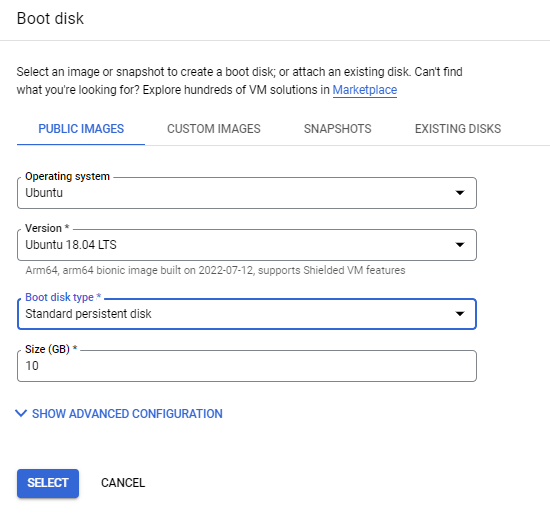 Boot disk
Select an image or snapshot to create a boot disk; or attach an existing disk. Can't find
what you're looking for? Explore hundreds of VM solutions in Marketplace
PUBLIC IMAGES CUSTOM IMAGES SNAPSHOTS EXISTING DISKS
Operating system
Ubuntu
Version *
Ubuntu 18.04 LTS
Arm64, arm64 bionic image built on 2022-07-12, supports Shielded VM features
Boot disk type *
Standard persistent disk
Size (GB) *
10
SHOW ADVANCED CONFIGURATION
SELECT CANCEL